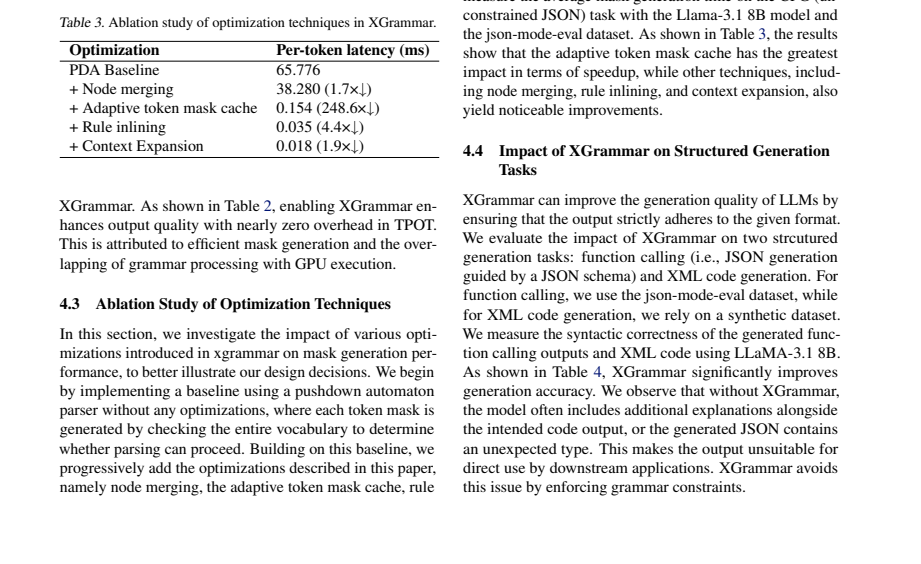 Table 3. Ablation study of optimization techniques in XGrammar.
Optimization Per-token latency (ms)
PDA Baseline 65.776
+ Node merging 38.280 (1.7×↓)
+ Adaptive token mask cache 0.154 (248.6×↓)
+ Rule inlining 0.035 (4.4×↓)
+ Context Expansion 0.018 (1.9×↓)
XGrammar. As shown in Table 2, enabling XGrammar en-
hances output quality with nearly zero overhead in TPOT.
This is attributed to efficient mask generation and the over-
lapping of grammar processing with GPU execution.
4.3 Ablation Study of Optimization Techniques
In this section, we investigate the impact of various opti-
mizations introduced in xgrammar on mask generation per-
formance, to better illustrate our design decisions. We begin
by implementing a baseline using a pushdown automaton
parser without any optimizations, where each token mask is
generated by checking the entire vocabulary to determine
whether parsing can proceed. Building on this baseline, we
progressively add the optimizations described in this paper,
namely node merging, the adaptive token mask cache, rule
constrained JSON) task with the Llama-3.1 8B model and
the json-mode-eval dataset. As shown in Table 3, the results
show that the adaptive token mask cache has the greatest
impact in terms of speedup, while other techniques, includ-
ing node merging, rule inlining, and context expansion, also
yield noticeable improvements.
4.4 Impact of XGrammar on Structured Generation
Tasks
XGrammar can improve the generation quality of LLMs by
ensuring that the output strictly adheres to the given format.
We evaluate the impact of XGrammar on two strcutured
generation tasks: function calling (i.e., JSON generation
guided by a JSON schema) and XML code generation. For
function calling, we use the json-mode-eval dataset, while
for XML code generation, we rely on a synthetic dataset.
We measure the syntactic correctness of the generated func-
tion calling outputs and XML code using LLaMA-3.1 8B.
As shown in Table 4, XGrammar significantly improves
generation accuracy. We observe that without XGrammar,
the model often includes additional explanations alongside
the intended code output, or the generated JSON contains
an unexpected type. This makes the output unsuitable for
direct use by downstream applications. XGrammar avoids
this issue by enforcing grammar constraints.